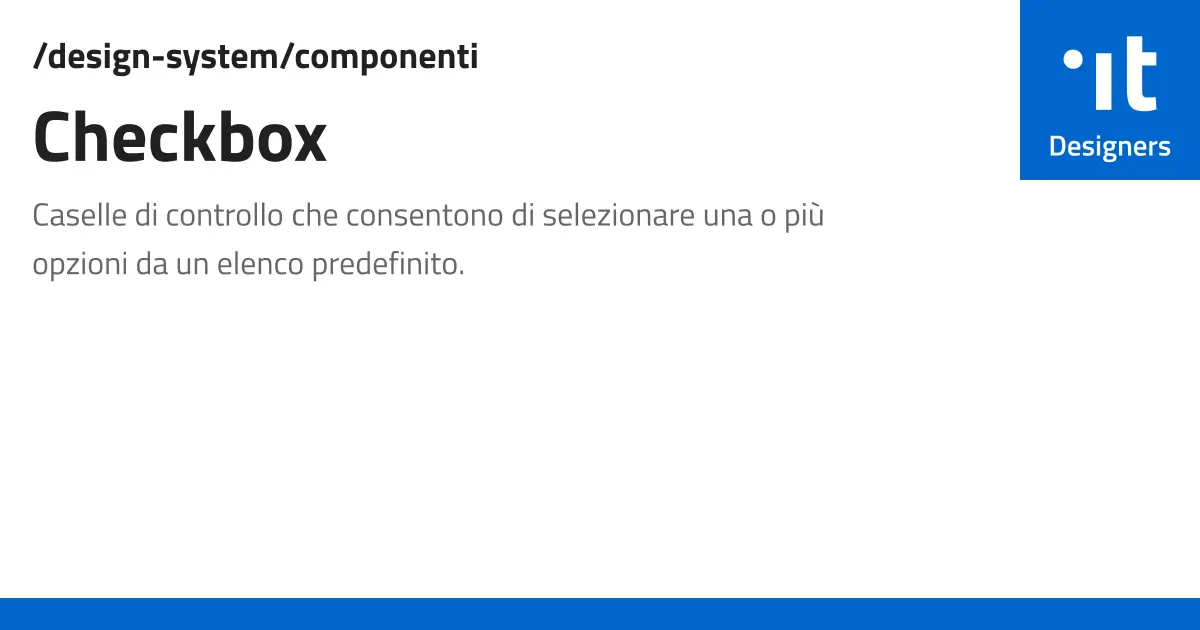 /design-system/componenti
Checkbox
Caselle di controllo che consentono di selezionare una o più
opzioni da un elenco predefinito.
it
Designers